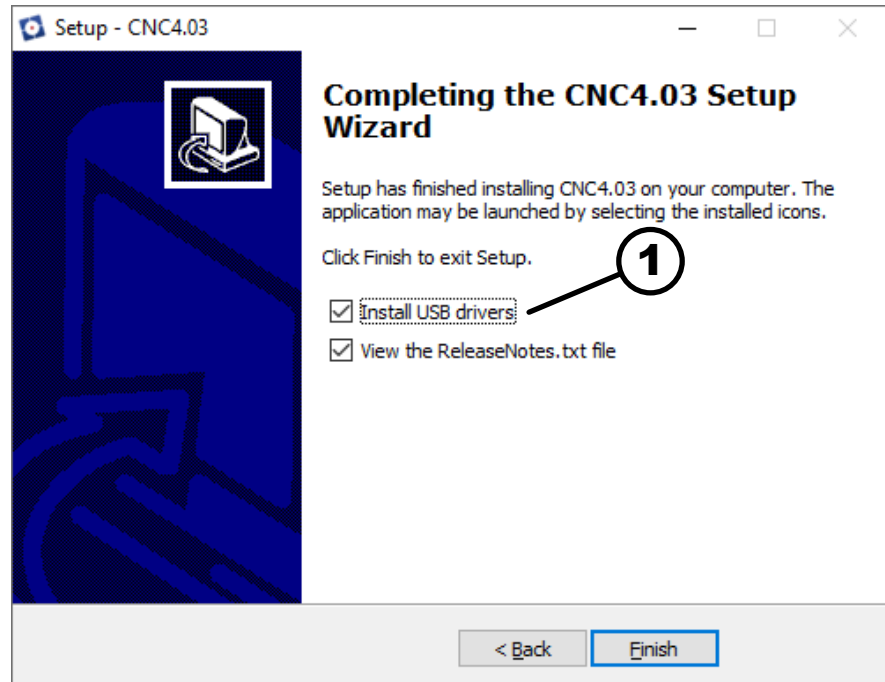 Setup - CNC4.03
Completing the CNC4.03 Setup
Wizard
Setup has finished installing CNC4.03 on your computer. The
application may be launched by selecting the installed icons.
Click Finish to exit Setup.
1
Install USB drivers
View the ReleaseNotes.txt file
< Back
Finish